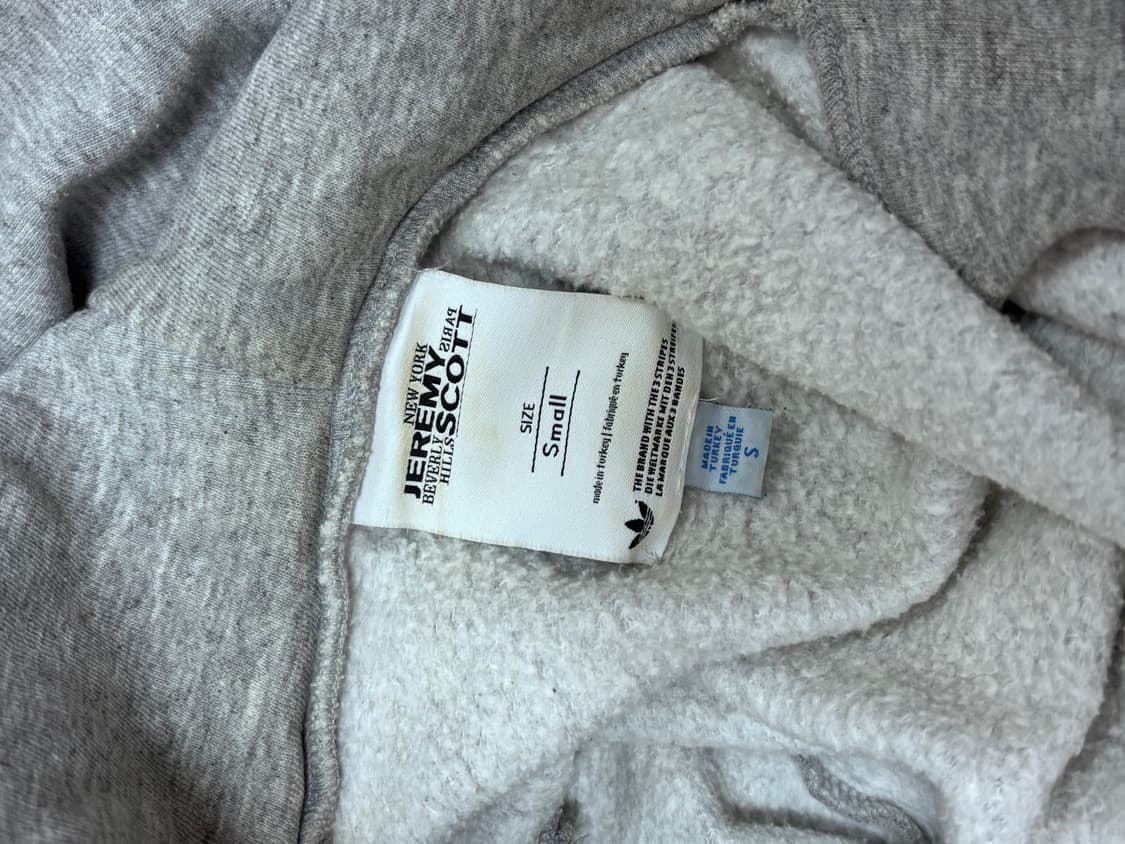 NEW YORK
JEREMY
BEVERLY PARIS
HILLS SCOTT
SIZE
Small
made in turkey | fabriqué en turkey
THE BRAND WITH THE 3 STRIPES
DIE WELTMARKE MIT DEN 3 STREIFEN
LA MARQUE AUX 3 BANDES
MADE IN
TURKEY
FABRIQUÉ EN
TURQUIE
S